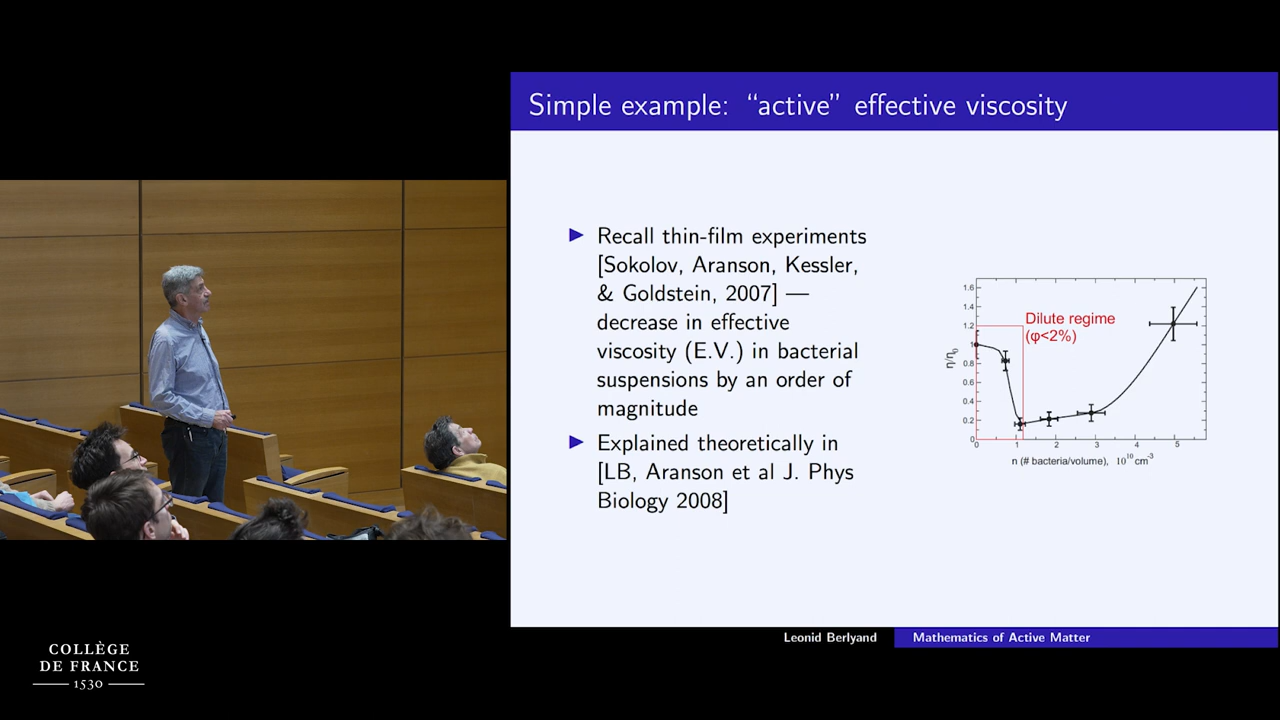 Simple example: “active” effective viscosity
▶ Recall thin-film experiments
[Sokolov, Aranson, Kessler,
& Goldstein, 2007] —
decrease in effective
viscosity (E.V.) in bacterial
suspensions by an order of
magnitude
▶ Explained theoretically in
[LB, Aranson et al J. Phys
Biology 2008]
1.6
1.4
1.2
1
0.8
0.6
0.4
0.2
0
η/η₀
Dilute regime
(φ<2%)
0 1 2 3 4 5
n (# bacteria/volume), 10¹⁰ cm⁻³
Leonid Berlyand Mathematics of Active Matter
COLLÈGE
DE FRANCE
1530